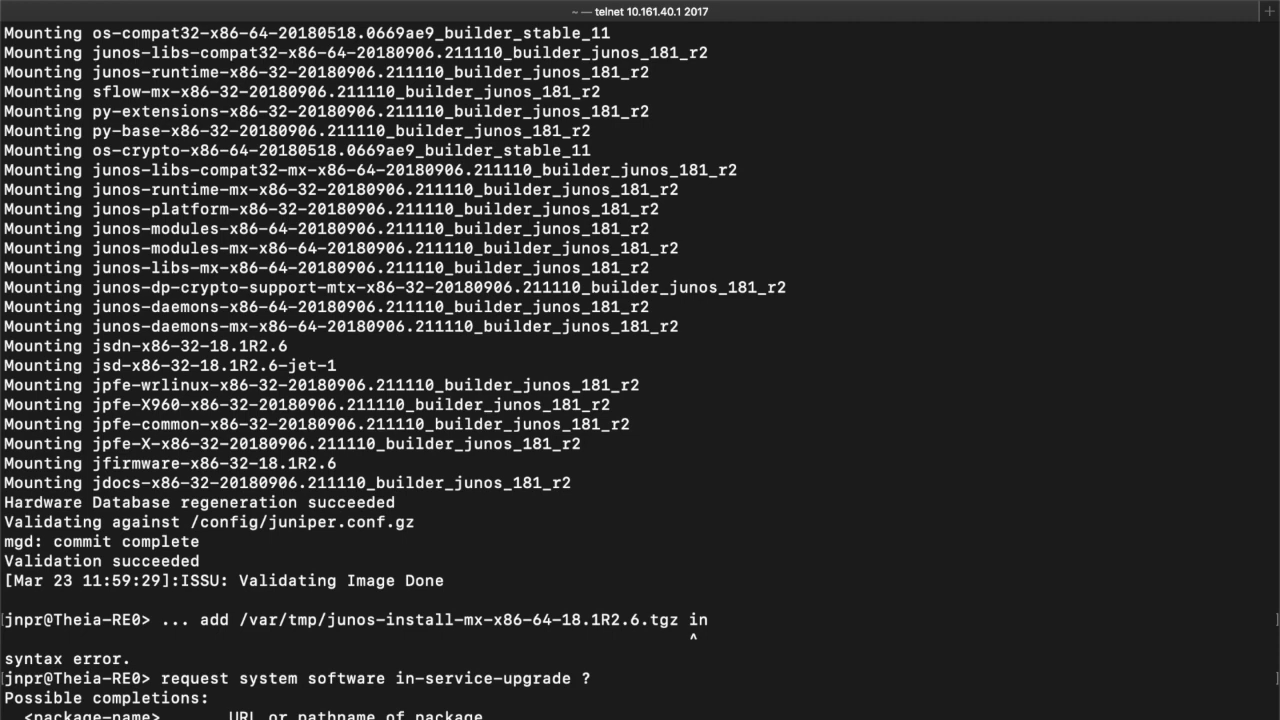 ~ — telnet 10.161.40.1 2017
Mounting os-compat32-x86-64-20180518.0669ae9_builder_stable_11
Mounting junos-libs-compat32-x86-64-20180906.211110_builder_junos_181_r2
Mounting junos-runtime-x86-32-20180906.211110_builder_junos_181_r2
Mounting sflow-mx-x86-32-20180906.211110_builder_junos_181_r2
Mounting py-extensions-x86-32-20180906.211110_builder_junos_181_r2
Mounting py-base-x86-32-20180906.211110_builder_junos_181_r2
Mounting os-crypto-x86-64-20180518.0669ae9_builder_stable_11
Mounting junos-libs-compat32-mx-x86-64-20180906.211110_builder_junos_181_r2
Mounting junos-runtime-mx-x86-32-20180906.211110_builder_junos_181_r2
Mounting junos-platform-x86-32-20180906.211110_builder_junos_181_r2
Mounting junos-modules-x86-64-20180906.211110_builder_junos_181_r2
Mounting junos-modules-mx-x86-64-20180906.211110_builder_junos_181_r2
Mounting junos-libs-mx-x86-64-20180906.211110_builder_junos_181_r2
Mounting junos-dp-crypto-support-mtx-x86-32-20180906.211110_builder_junos_181_r2
Mounting junos-daemons-x86-64-20180906.211110_builder_junos_181_r2
Mounting junos-daemons-mx-x86-64-20180906.211110_builder_junos_181_r2
Mounting jsdn-x86-32-18.1R2.6
Mounting jsd-x86-32-18.1R2.6-jet-1
Mounting jpfe-wrlinux-x86-32-20180906.211110_builder_junos_181_r2
Mounting jpfe-X960-x86-32-20180906.211110_builder_junos_181_r2
Mounting jpfe-common-x86-32-20180906.211110_builder_junos_181_r2
Mounting jpfe-X-x86-32-20180906.211110_builder_junos_181_r2
Mounting jfirmware-x86-32-18.1R2.6
Mounting jdocs-x86-32-20180906.211110_builder_junos_181_r2
Hardware Database regeneration succeeded
Validating against /config/juniper.conf.gz
mgd: commit complete
Validation succeeded
[Mar 23 11:59:29]:ISSU: Validating Image Done
jnpr@Theia-RE0> ... add /var/tmp/junos-install-mx-x86-64-18.1R2.6.tgz in
^
syntax error.
jnpr@Theia-RE0> request system software in-service-upgrade ?
Possible completions:
<package-name> URL or pathname of package